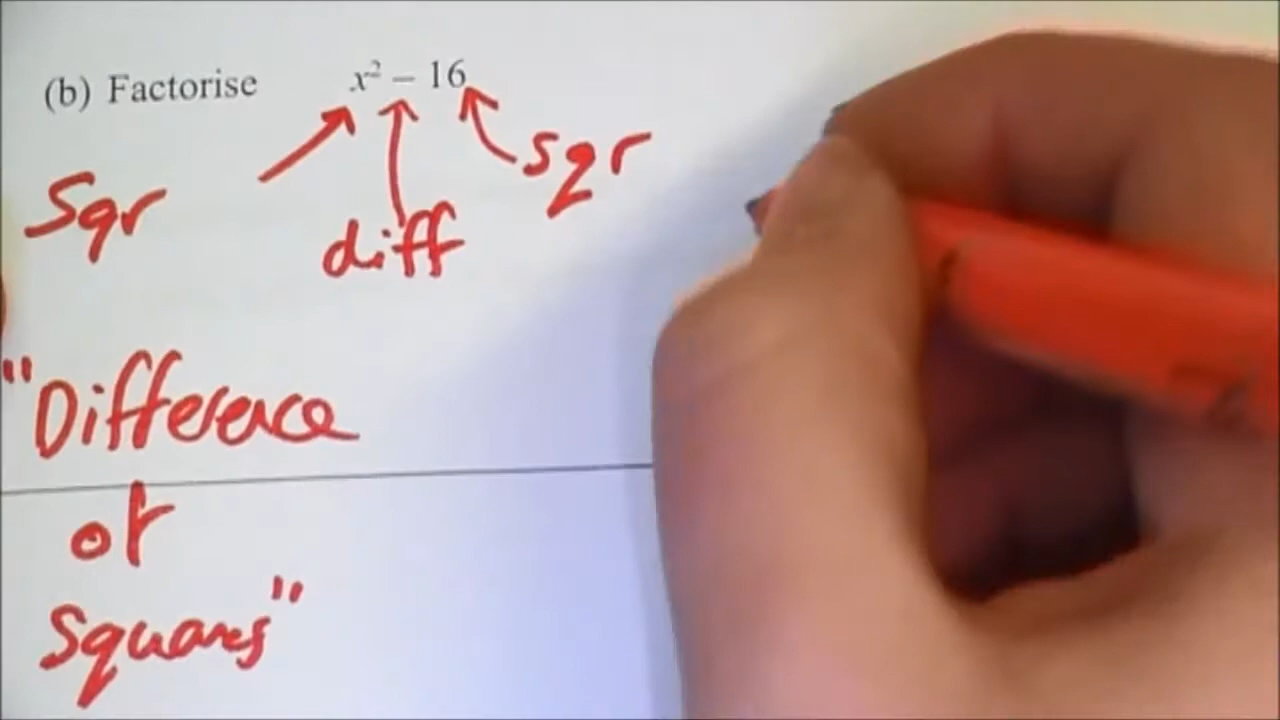 (b) Factorise x² – 16
sqr
Sqr
diff
"Difference
of
Squares"